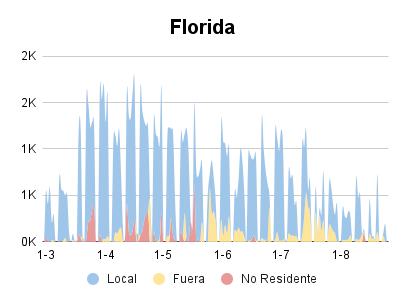 Florida
2K
2K
1K
1K
0K
1-3 1-4 1-5 1-6 1-7 1-8
Local Fuera No Residente